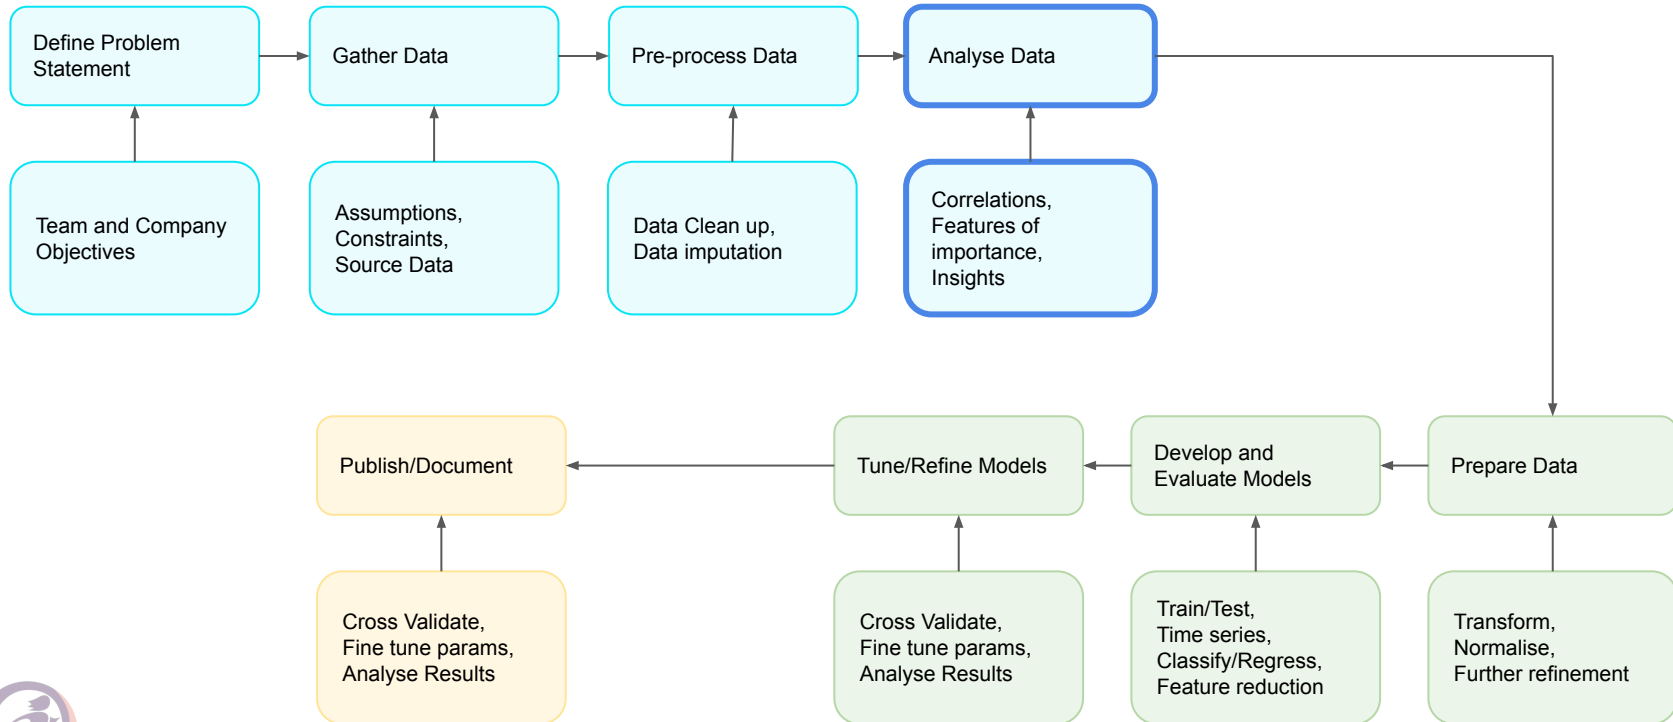 Define Problem
Statement
Gather Data
Pre-process Data
Analyse Data
Team and Company
Objectives
Assumptions,
Constraints,
Source Data
Data Clean up,
Data imputation
Correlations,
Features of
importance,
Insights
Publish/Document
Tune/Refine Models
Develop and
Evaluate Models
Prepare Data
Cross Validate,
Fine tune params,
Analyse Results
Cross Validate,
Fine tune params,
Analyse Results
Train/Test,
Time series,
Classify/Regress,
Feature reduction
Transform,
Normalise,
Further refinement